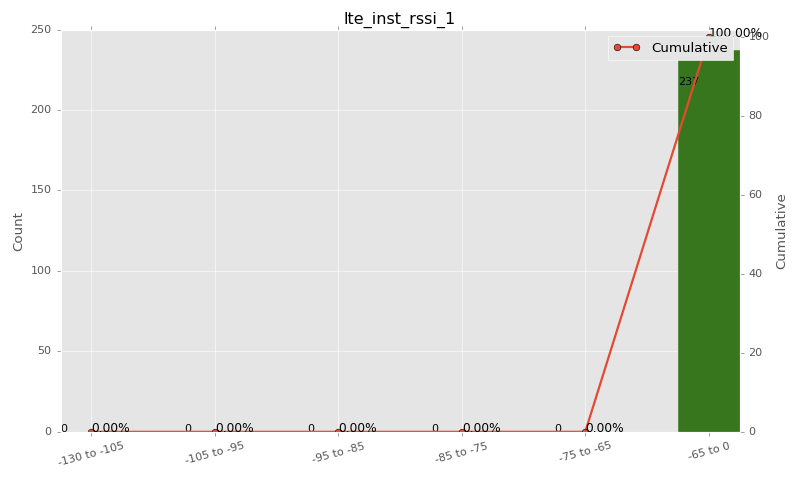 lte_inst_rssi_1
Cumulative
250
200
150
100
50
0
Count
100
80
60
40
20
0
Cumulative
0 0.00%
0 0.00%
0 0.00%
0 0.00%
0 0.00%
237 100.00%
-130 to -105
-105 to -95
-95 to -85
-85 to -75
-75 to -65
-65 to 0